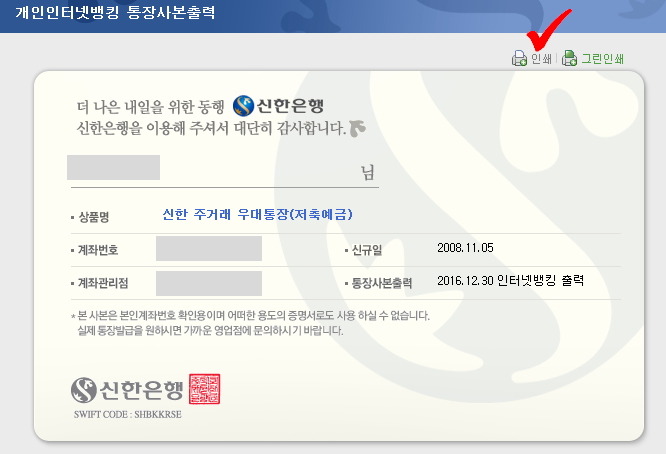 개인인터넷뱅킹 통장사본출력
인쇄 그린인쇄
더 나은 내일을 위한 동행 신한은행
신한은행을 이용해 주셔서 대단히 감사합니다.
님
상품명 신한 주거래 우대통장(저축예금)
계좌번호 신규일 2008.11.05
계좌관리점 통장사본출력 2016.12.30 인터넷뱅킹 출력
* 본 사본은 본인계좌번호 확인용이며 어떠한 용도의 증명서로도 사용 하실 수 없습니다.
실제 통장발급을 원하시면 가까운 영업점에 문의하시기 바랍니다.
신한은행
SWIFT CODE : SHBKKRSE